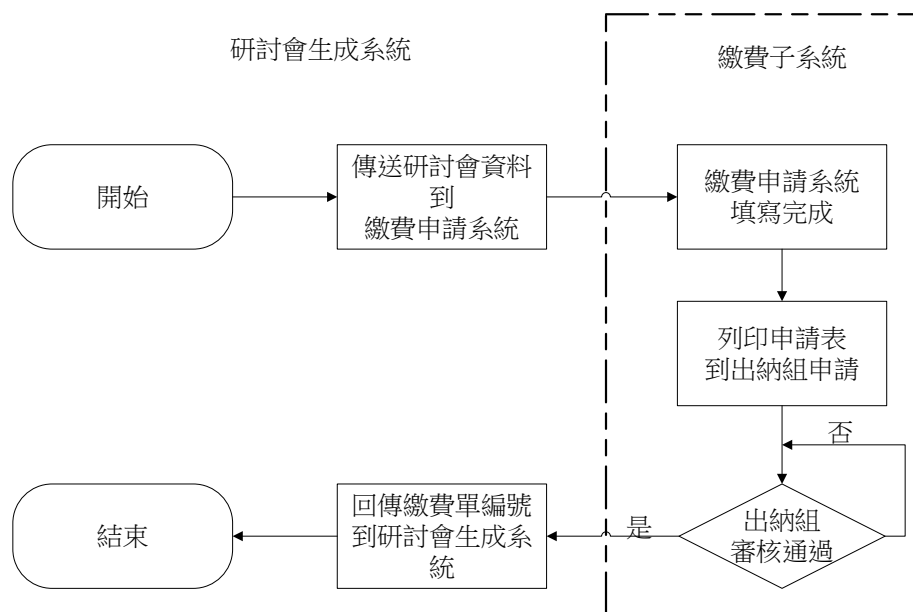 研討會生成系統
繳費子系統
開始
傳送研討會資料
到
繳費申請系統
繳費申請系統
填寫完成
列印申請表
到出納組申請
否
出納組
審核通過
是
回傳繳費單編號
到研討會生成系
統
結束